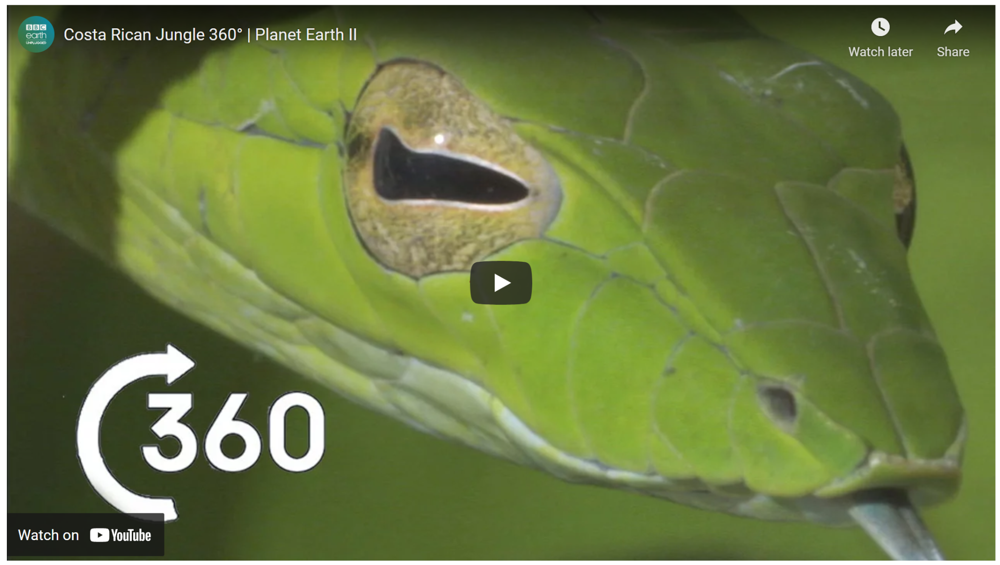 BBC
earth
UNPLUGGED
Costa Rican Jungle 360° | Planet Earth II
Watch later
Share
360
Watch on YouTube